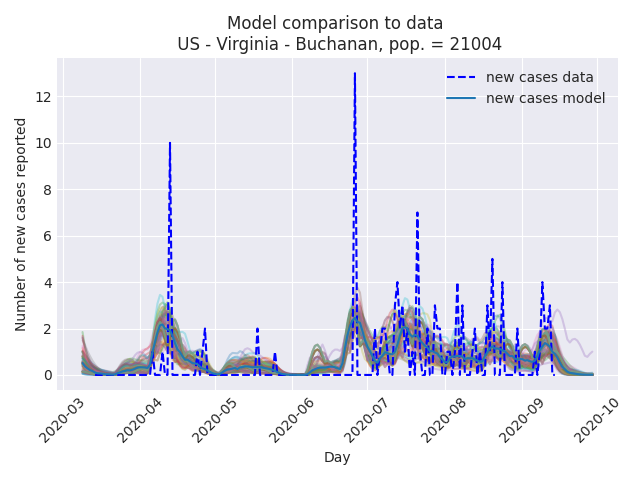 Model comparison to data
US - Virginia - Buchanan, pop. = 21004
new cases data
new cases model
Number of new cases reported
12
10
8
6
4
2
0
2020-03
2020-04
2020-05
2020-06
2020-07
2020-08
2020-09
2020-10
Day